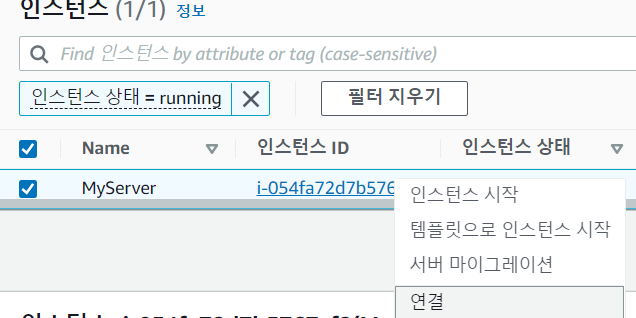 인스턴스 (1/1) 정보
Find 인스턴스 by attribute or tag (case-sensitive)
인스턴스 상태 = running
필터 지우기
Name 인스턴스 ID 인스턴스 상태
MyServer i-054fa72d7b576
인스턴스 시작
템플릿으로 인스턴스 시작
서버 마이그레이션
연결